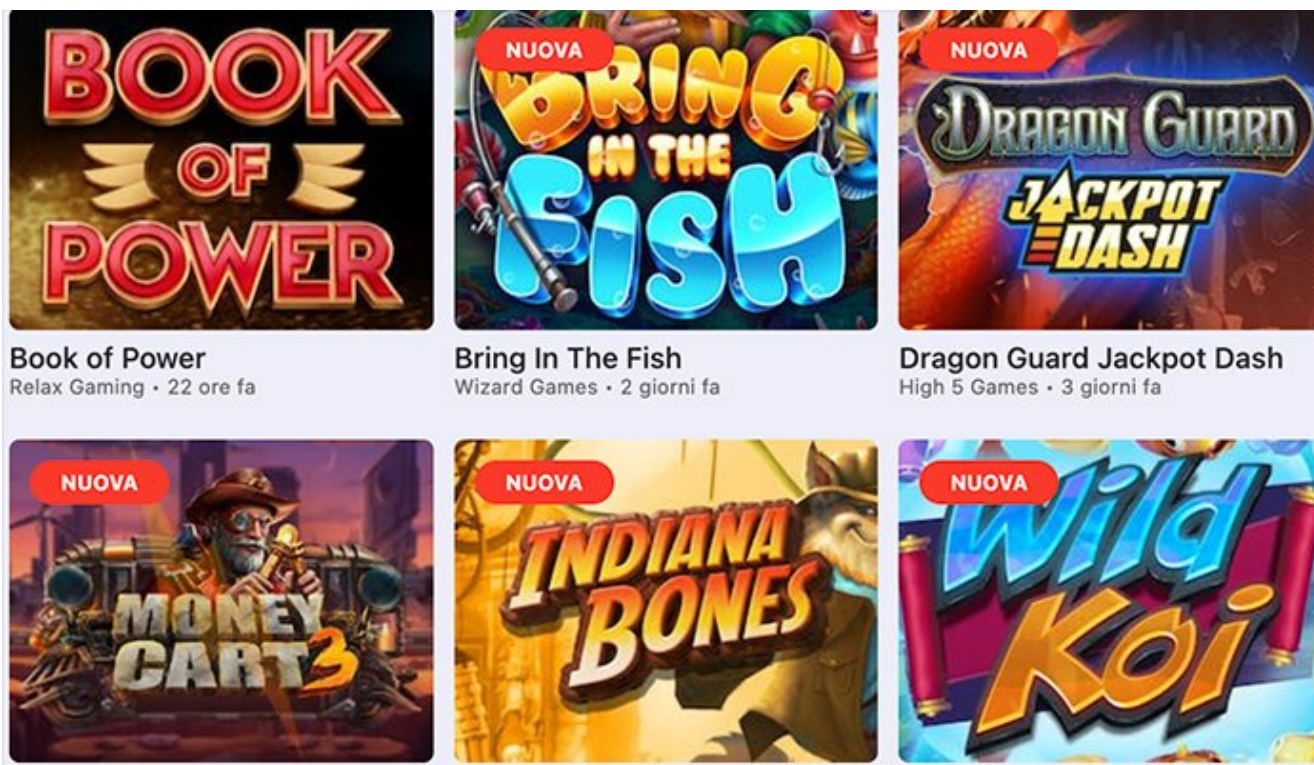 BOOK
OF
POWER
NUOVA
BRING
IN THE
FISH
NUOVA
DRAGON GUARD
JACKPOT
DASH
Book of Power
Relax Gaming • 22 ore fa
Bring In The Fish
Wizard Games • 2 giorni fa
Dragon Guard Jackpot Dash
High 5 Games • 3 giorni fa
NUOVA
MONEY
CART 3
NUOVA
INDIANA
BONES
NUOVA
Wild
Koi